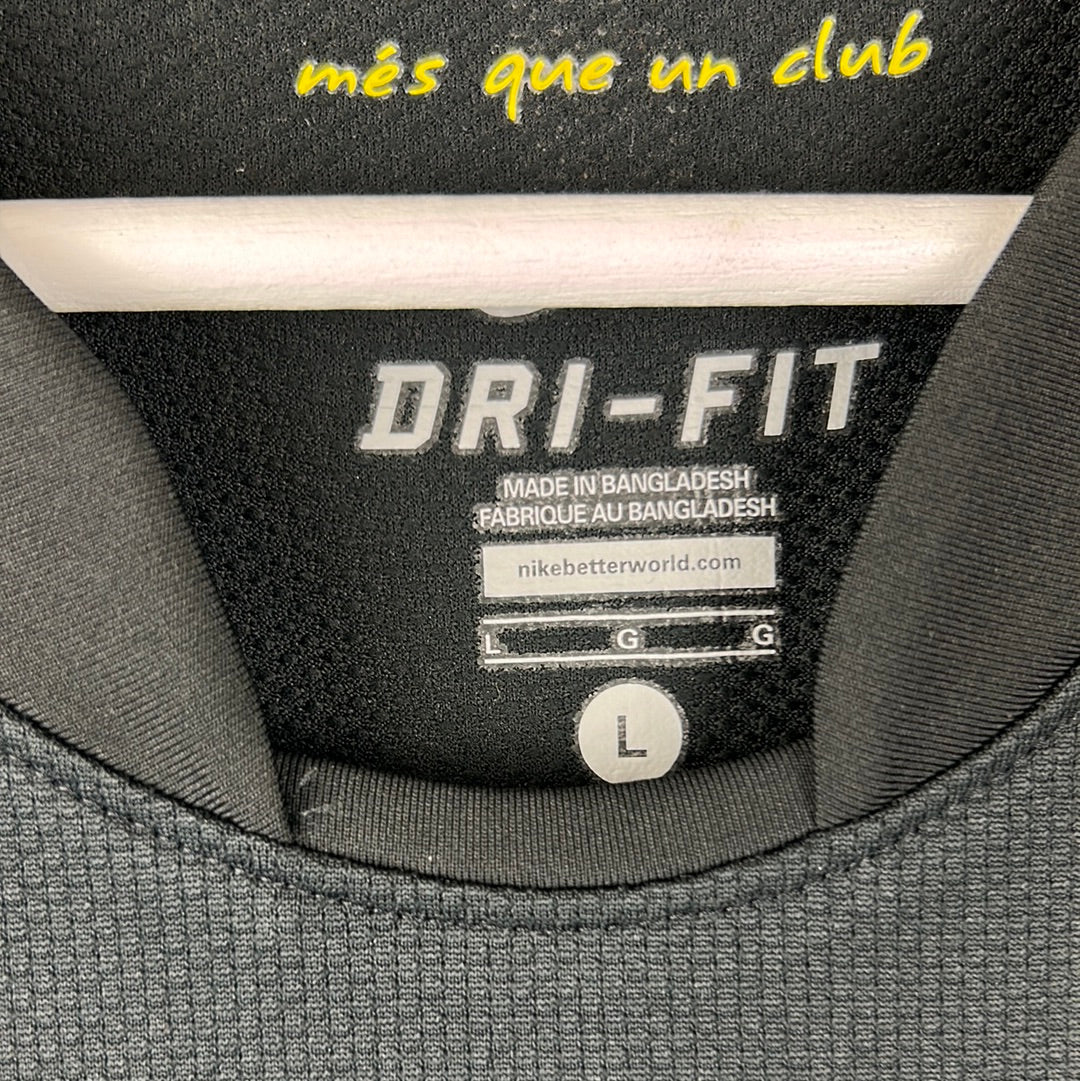 més que un club
DRI-FIT
MADE IN BANGLADESH
FABRIQUE AU BANGLADESH
nikebetterworld.com
L G G
L